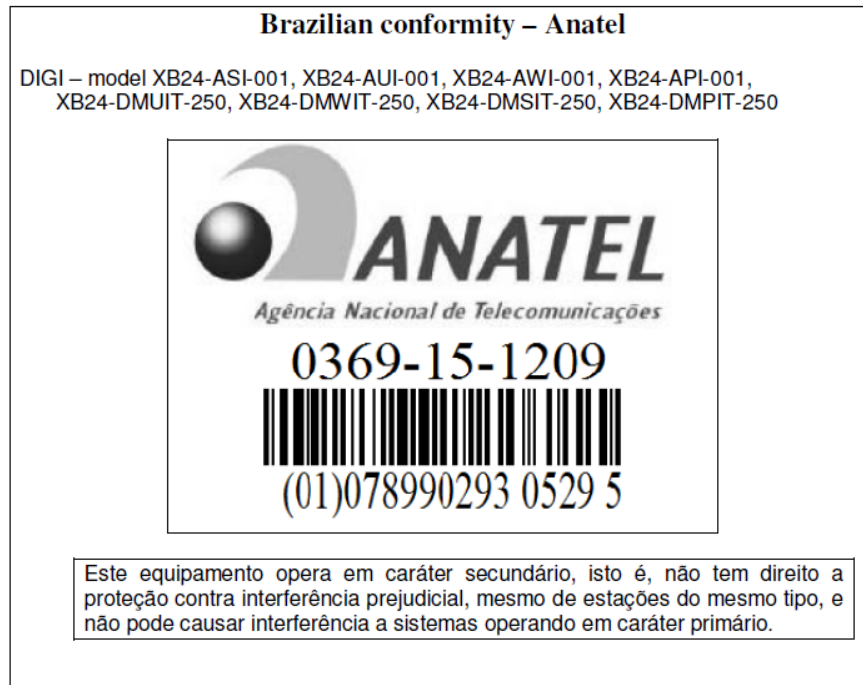 Brazilian conformity – Anatel
DIGI – model XB24-ASI-001, XB24-AUI-001, XB24-AWI-001, XB24-API-001,
XB24-DMUIT-250, XB24-DMWIT-250, XB24-DMSIT-250, XB24-DMPIT-250
ANATEL
Agência Nacional de Telecomunicações
0369-15-1209
(01)078990293 0529 5
Este equipamento opera em caráter secundário, isto é, não tem direito a
proteção contra interferência prejudicial, mesmo de estações do mesmo tipo, e
não pode causar interferência a sistemas operando em caráter primário.